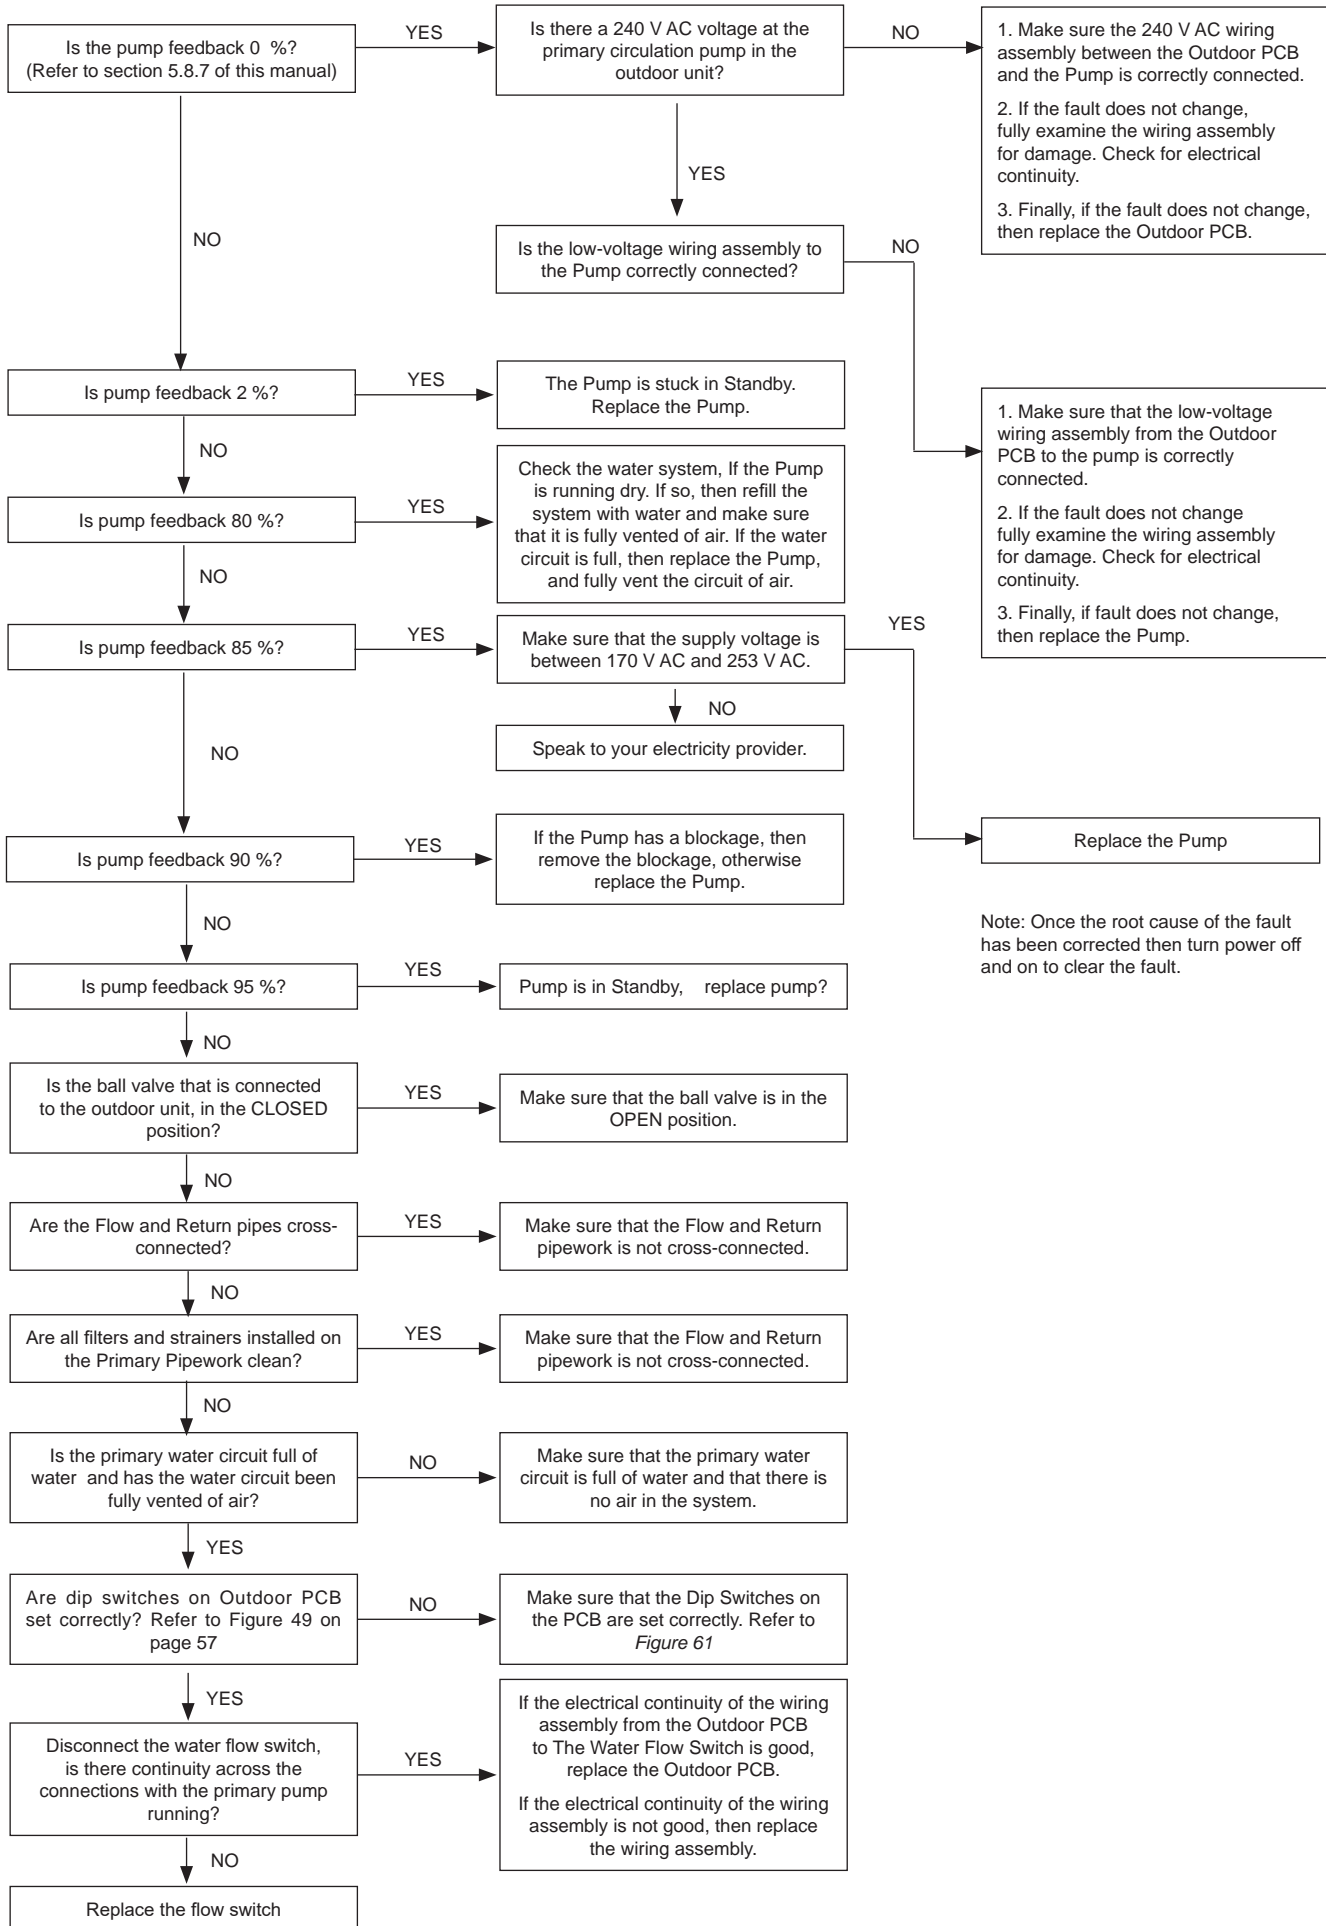 Is the pump feedback 0 %?
(Refer to section 5.8.7 of this manual)
YES
Is there a 240 V AC voltage at the
primary circulation pump in the
outdoor unit?
NO
1. Make sure the 240 V AC wiring
assembly between the Outdoor PCB
and the Pump is correctly connected.
2. If the fault does not change,
fully examine the wiring assembly
for damage. Check for electrical
continuity.
3. Finally, if the fault does not change,
then replace the Outdoor PCB.
YES
NO
Is the low-voltage wiring assembly to
the Pump correctly connected?
NO
1. Make sure that the low-voltage
wiring assembly from the Outdoor
PCB to the pump is correctly
connected.
2. If the fault does not change
fully examine the wiring assembly
for damage. Check for electrical
continuity.
3. Finally, if fault does not change,
then replace the Pump.
Is pump feedback 2 %?
YES
The Pump is stuck in Standby.
Replace the Pump.
NO
Is pump feedback 80 %?
YES
Check the water system, If the Pump
is running dry. If so, then refill the
system with water and make sure
that it is fully vented of air. If the water
circuit is full, then replace the Pump,
and fully vent the circuit of air.
NO
Is pump feedback 85 %?
YES
Make sure that the supply voltage is
between 170 V AC and 253 V AC.
YES
NO
Speak to your electricity provider.
NO
Is pump feedback 90 %?
YES
If the Pump has a blockage, then
remove the blockage, otherwise
replace the Pump.
Replace the Pump
Note: Once the root cause of the fault
has been corrected then turn power off
and on to clear the fault.
NO
Is pump feedback 95 %?
YES
Pump is in Standby, replace pump?
NO
Is the ball valve that is connected
to the outdoor unit, in the CLOSED
position?
YES
Make sure that the ball valve is in the
OPEN position.
NO
Are the Flow and Return pipes cross-
connected?
YES
Make sure that the Flow and Return
pipework is not cross-connected.
NO
Are all filters and strainers installed on
the Primary Pipework clean?
YES
Make sure that the Flow and Return
pipework is not cross-connected.
NO
Is the primary water circuit full of
water and has the water circuit been
fully vented of air?
NO
Make sure that the primary water
circuit is full of water and that there is
no air in the system.
YES
Are dip switches on Outdoor PCB
set correctly? Refer to Figure 49 on
page 57
NO
Make sure that the Dip Switches on
the PCB are set correctly. Refer to
Figure 61
YES
Disconnect the water flow switch,
is there continuity across the
connections with the primary pump
running?
YES
If the electrical continuity of the wiring
assembly from the Outdoor PCB
to The Water Flow Switch is good,
replace the Outdoor PCB.
If the electrical continuity of the wiring
assembly is not good, then replace
the wiring assembly.
NO
Replace the flow switch